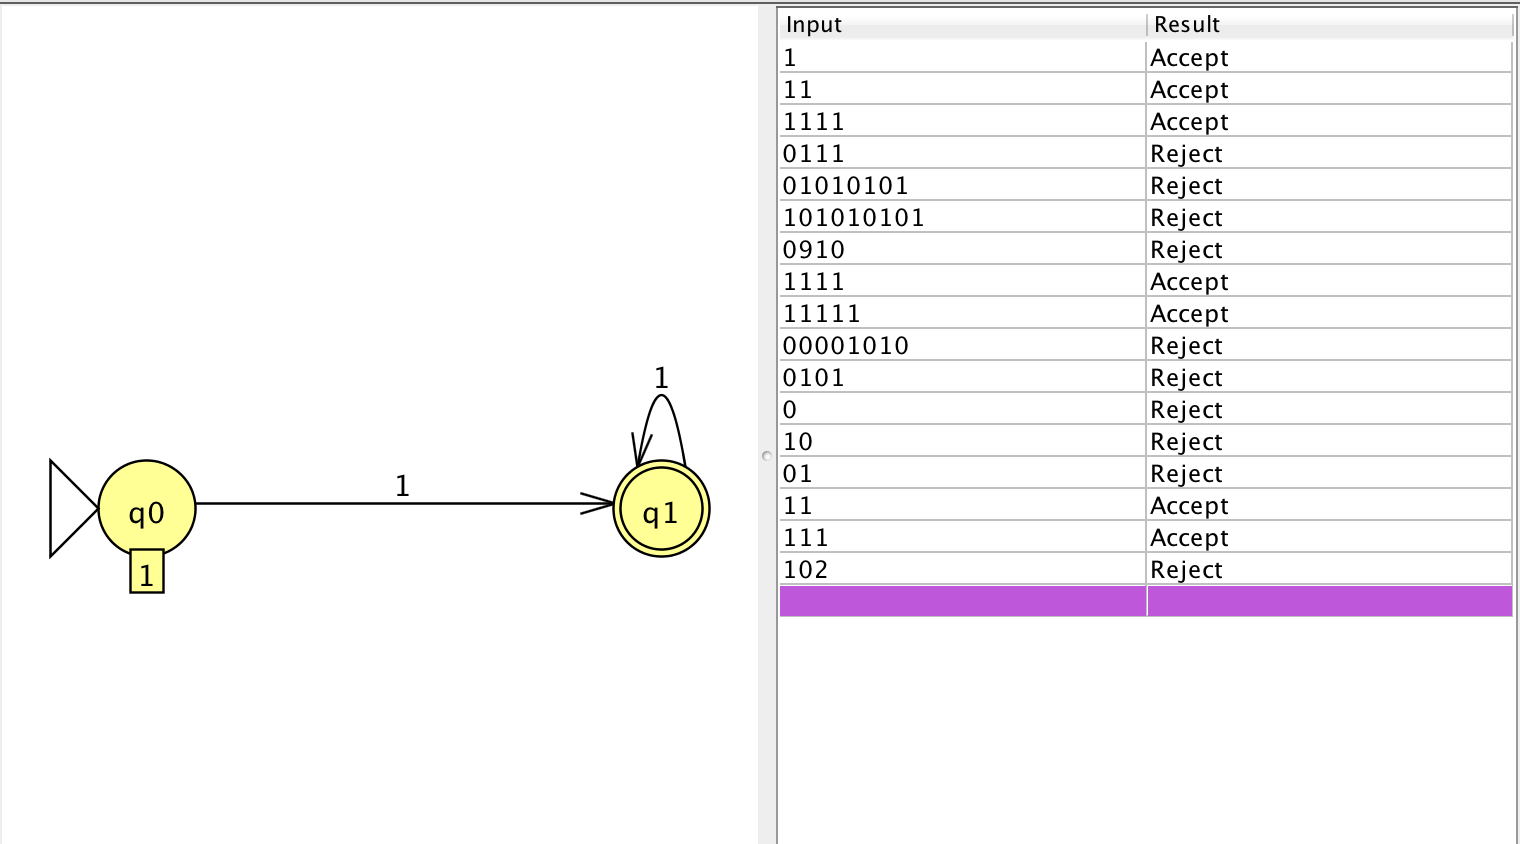 1
1
q0
q1
1
Input Result
1 Accept
11 Accept
1111 Accept
0111 Reject
01010101 Reject
101010101 Reject
0910 Reject
1111 Accept
11111 Accept
00001010 Reject
0101 Reject
0 Reject
10 Reject
01 Reject
11 Accept
111 Accept
102 Reject